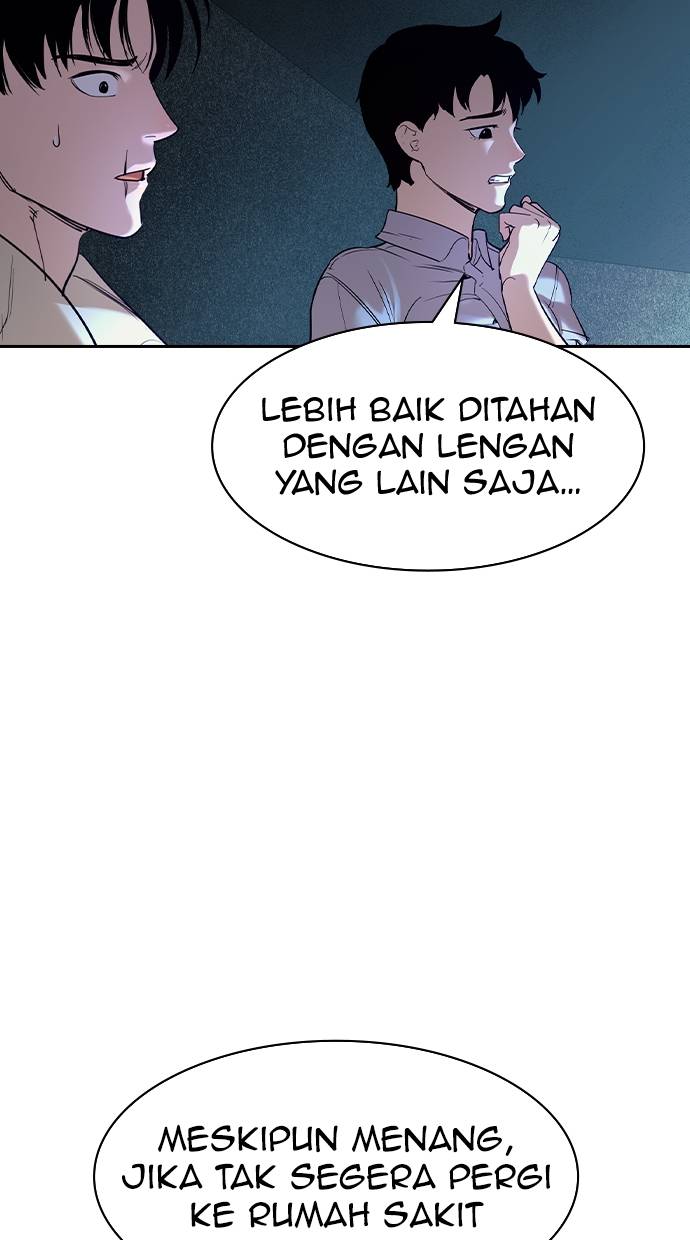 LEBIH BAIK DITAHAN
DENGAN LENGAN
YANG LAIN SAJA...
MESKIPUN MENANG,
JIKA TAK SEGERA PERGI
KE RUMAH SAKIT